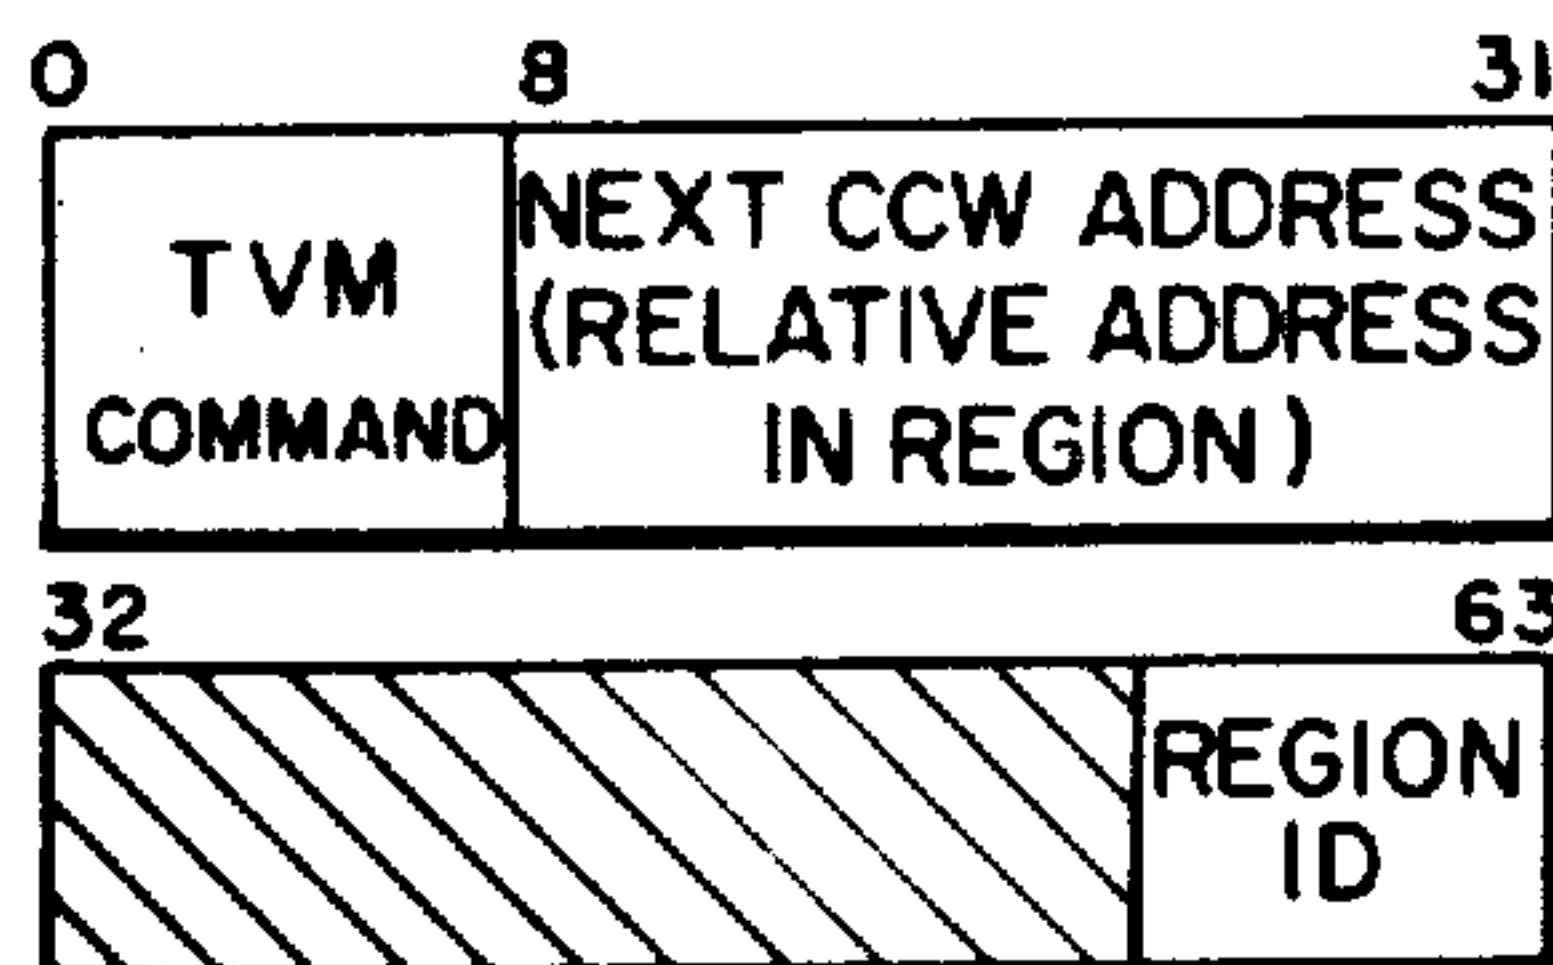 0 8 31
TVM
COMMAND
NEXT CCW ADDRESS
(RELATIVE ADDRESS
IN REGION)
32 63
REGION
ID